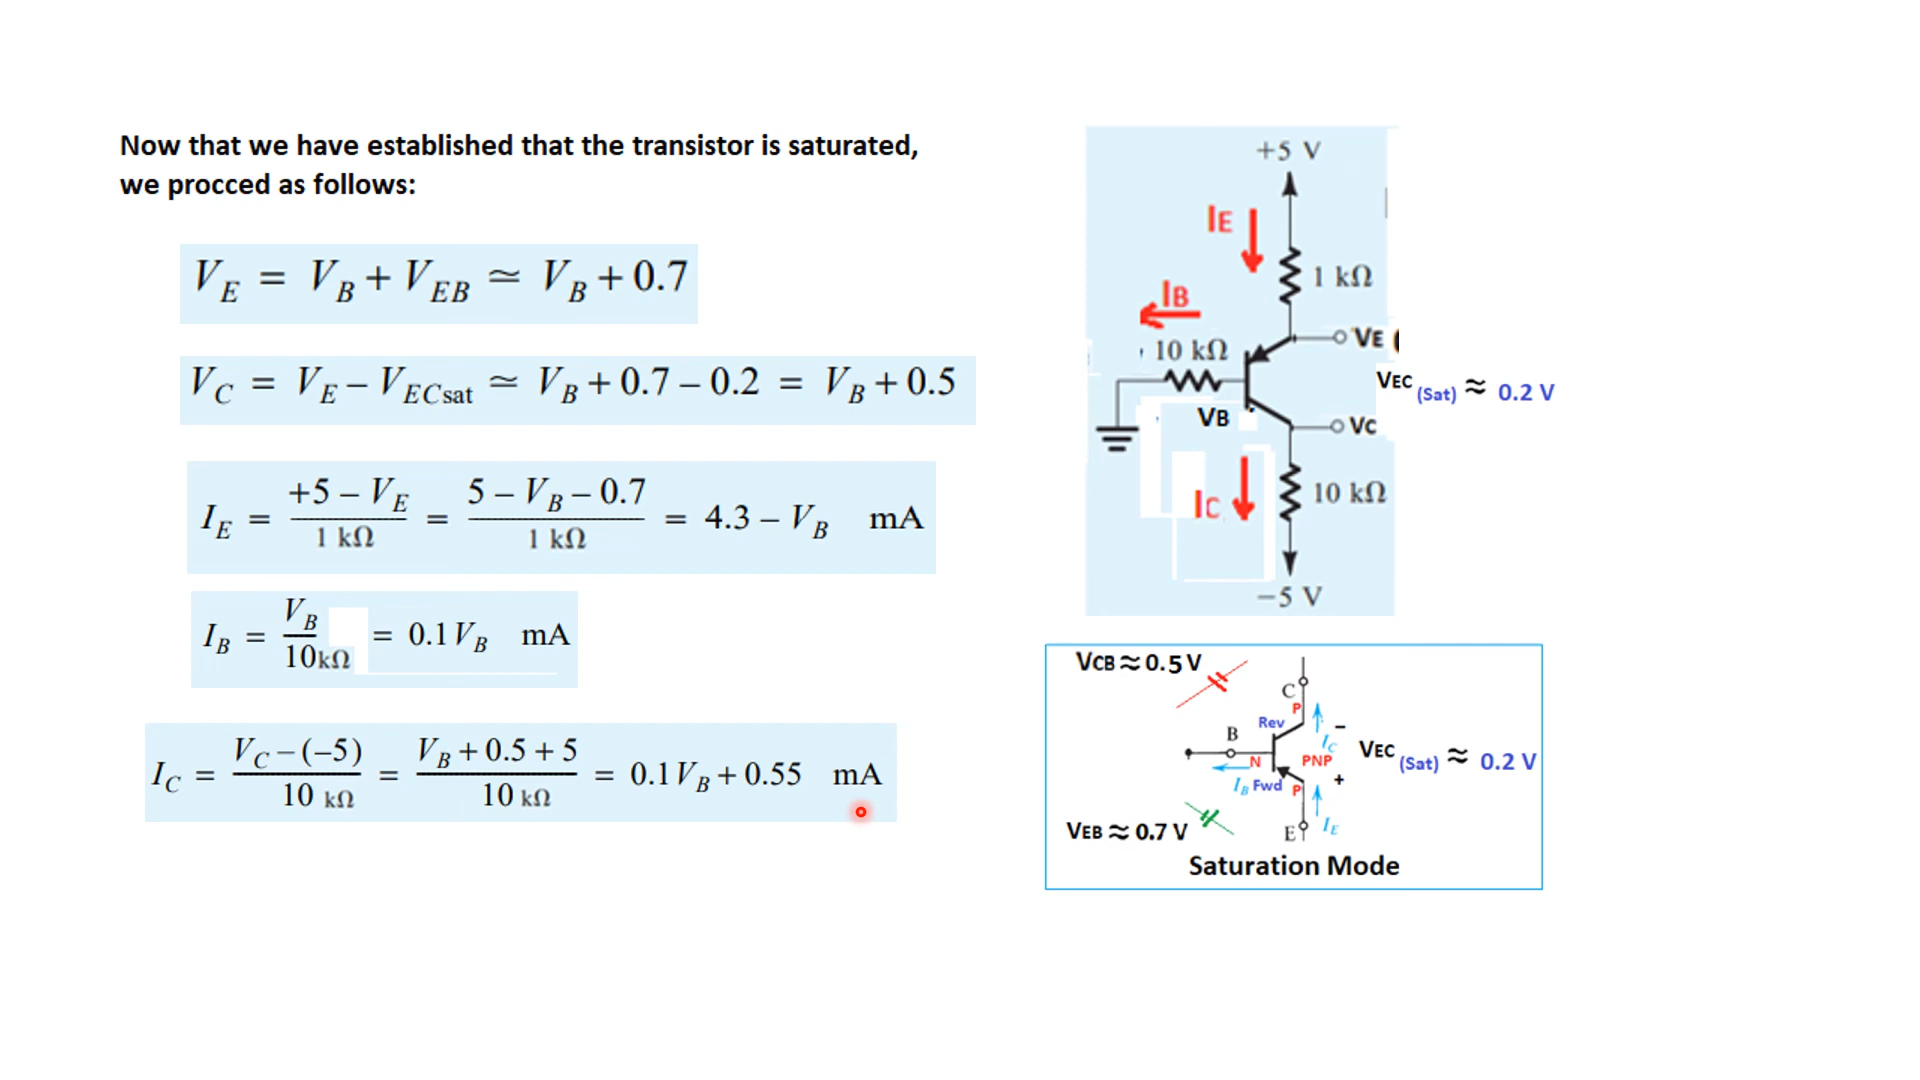 Now that we have established that the transistor is saturated,
we procced as follows:
V_E = V_B + V_EB ≃ V_B + 0.7
V_C = V_E − V_ECsat ≃ V_B + 0.7 − 0.2 = V_B + 0.5
I_E = (+5 − V_E)/(1 kΩ) = (5 − V_B − 0.7)/(1 kΩ) = 4.3 − V_B mA
I_B = V_B/(10kΩ) = 0.1 V_B mA
I_C = (V_C − (−5))/(10 kΩ) = (V_B + 0.5 + 5)/(10 kΩ) = 0.1 V_B + 0.55 mA
+5 V
IE
1 kΩ
IB
10 kΩ
VE
VEC (Sat) ≈ 0.2 V
VB
VC
IC
10 kΩ
−5 V
VCB ≈ 0.5 V
C
P
Rev
B
I_C
N
PNP
−
VEC (Sat) ≈ 0.2 V
+
I_B Fwd P
VEB ≈ 0.7 V
E
I_E
Saturation Mode